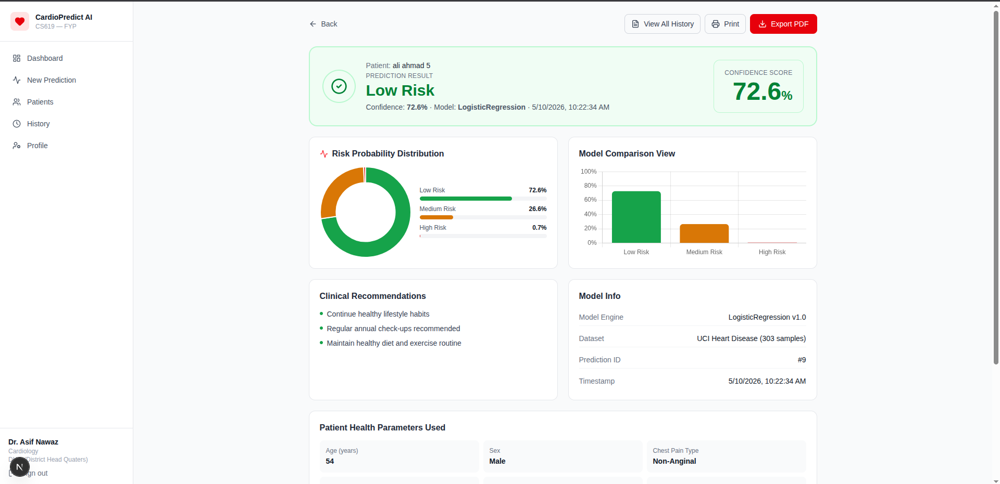 CardioPredict AI
CS619 — FYP
Dashboard
New Prediction
Patients
History
Profile
Dr. Asif Nawaz
Cardiology
(District Head Quaters)
out
Back
View All History
Print
Export PDF
Patient: ali ahmad 5
PREDICTION RESULT
Low Risk
Confidence: 72.6% · Model: LogisticRegression · 5/10/2026, 10:22:34 AM
CONFIDENCE SCORE
72.6%
Risk Probability Distribution
Low Risk 72.6%
Medium Risk 26.6%
High Risk 0.7%
Model Comparison View
100%
80%
60%
40%
20%
0%
Low Risk Medium Risk High Risk
Clinical Recommendations
Continue healthy lifestyle habits
Regular annual check-ups recommended
Maintain healthy diet and exercise routine
Model Info
Model Engine LogisticRegression v1.0
Dataset UCI Heart Disease (303 samples)
Prediction ID #9
Timestamp 5/10/2026, 10:22:34 AM
Patient Health Parameters Used
Age (years)
54
Sex
Male
Chest Pain Type
Non-Anginal